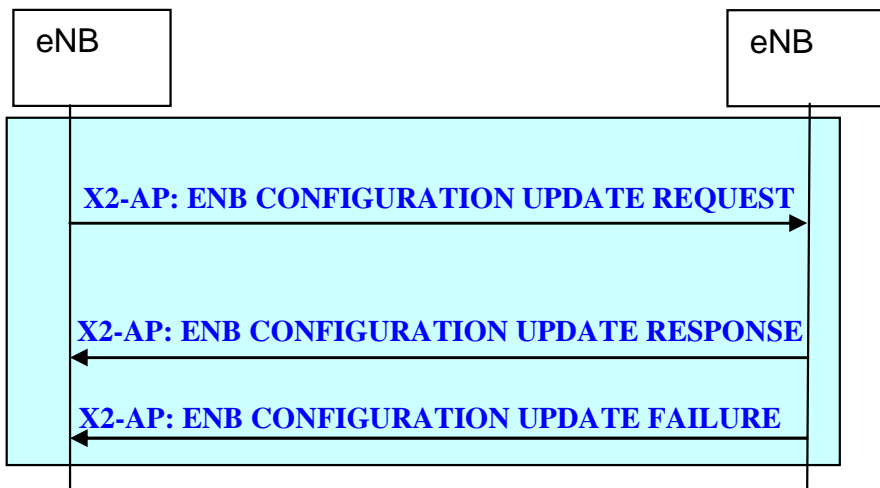 eNB
eNB
X2-AP: ENB CONFIGURATION UPDATE REQUEST
X2-AP: ENB CONFIGURATION UPDATE RESPONSE
X2-AP: ENB CONFIGURATION UPDATE FAILURE